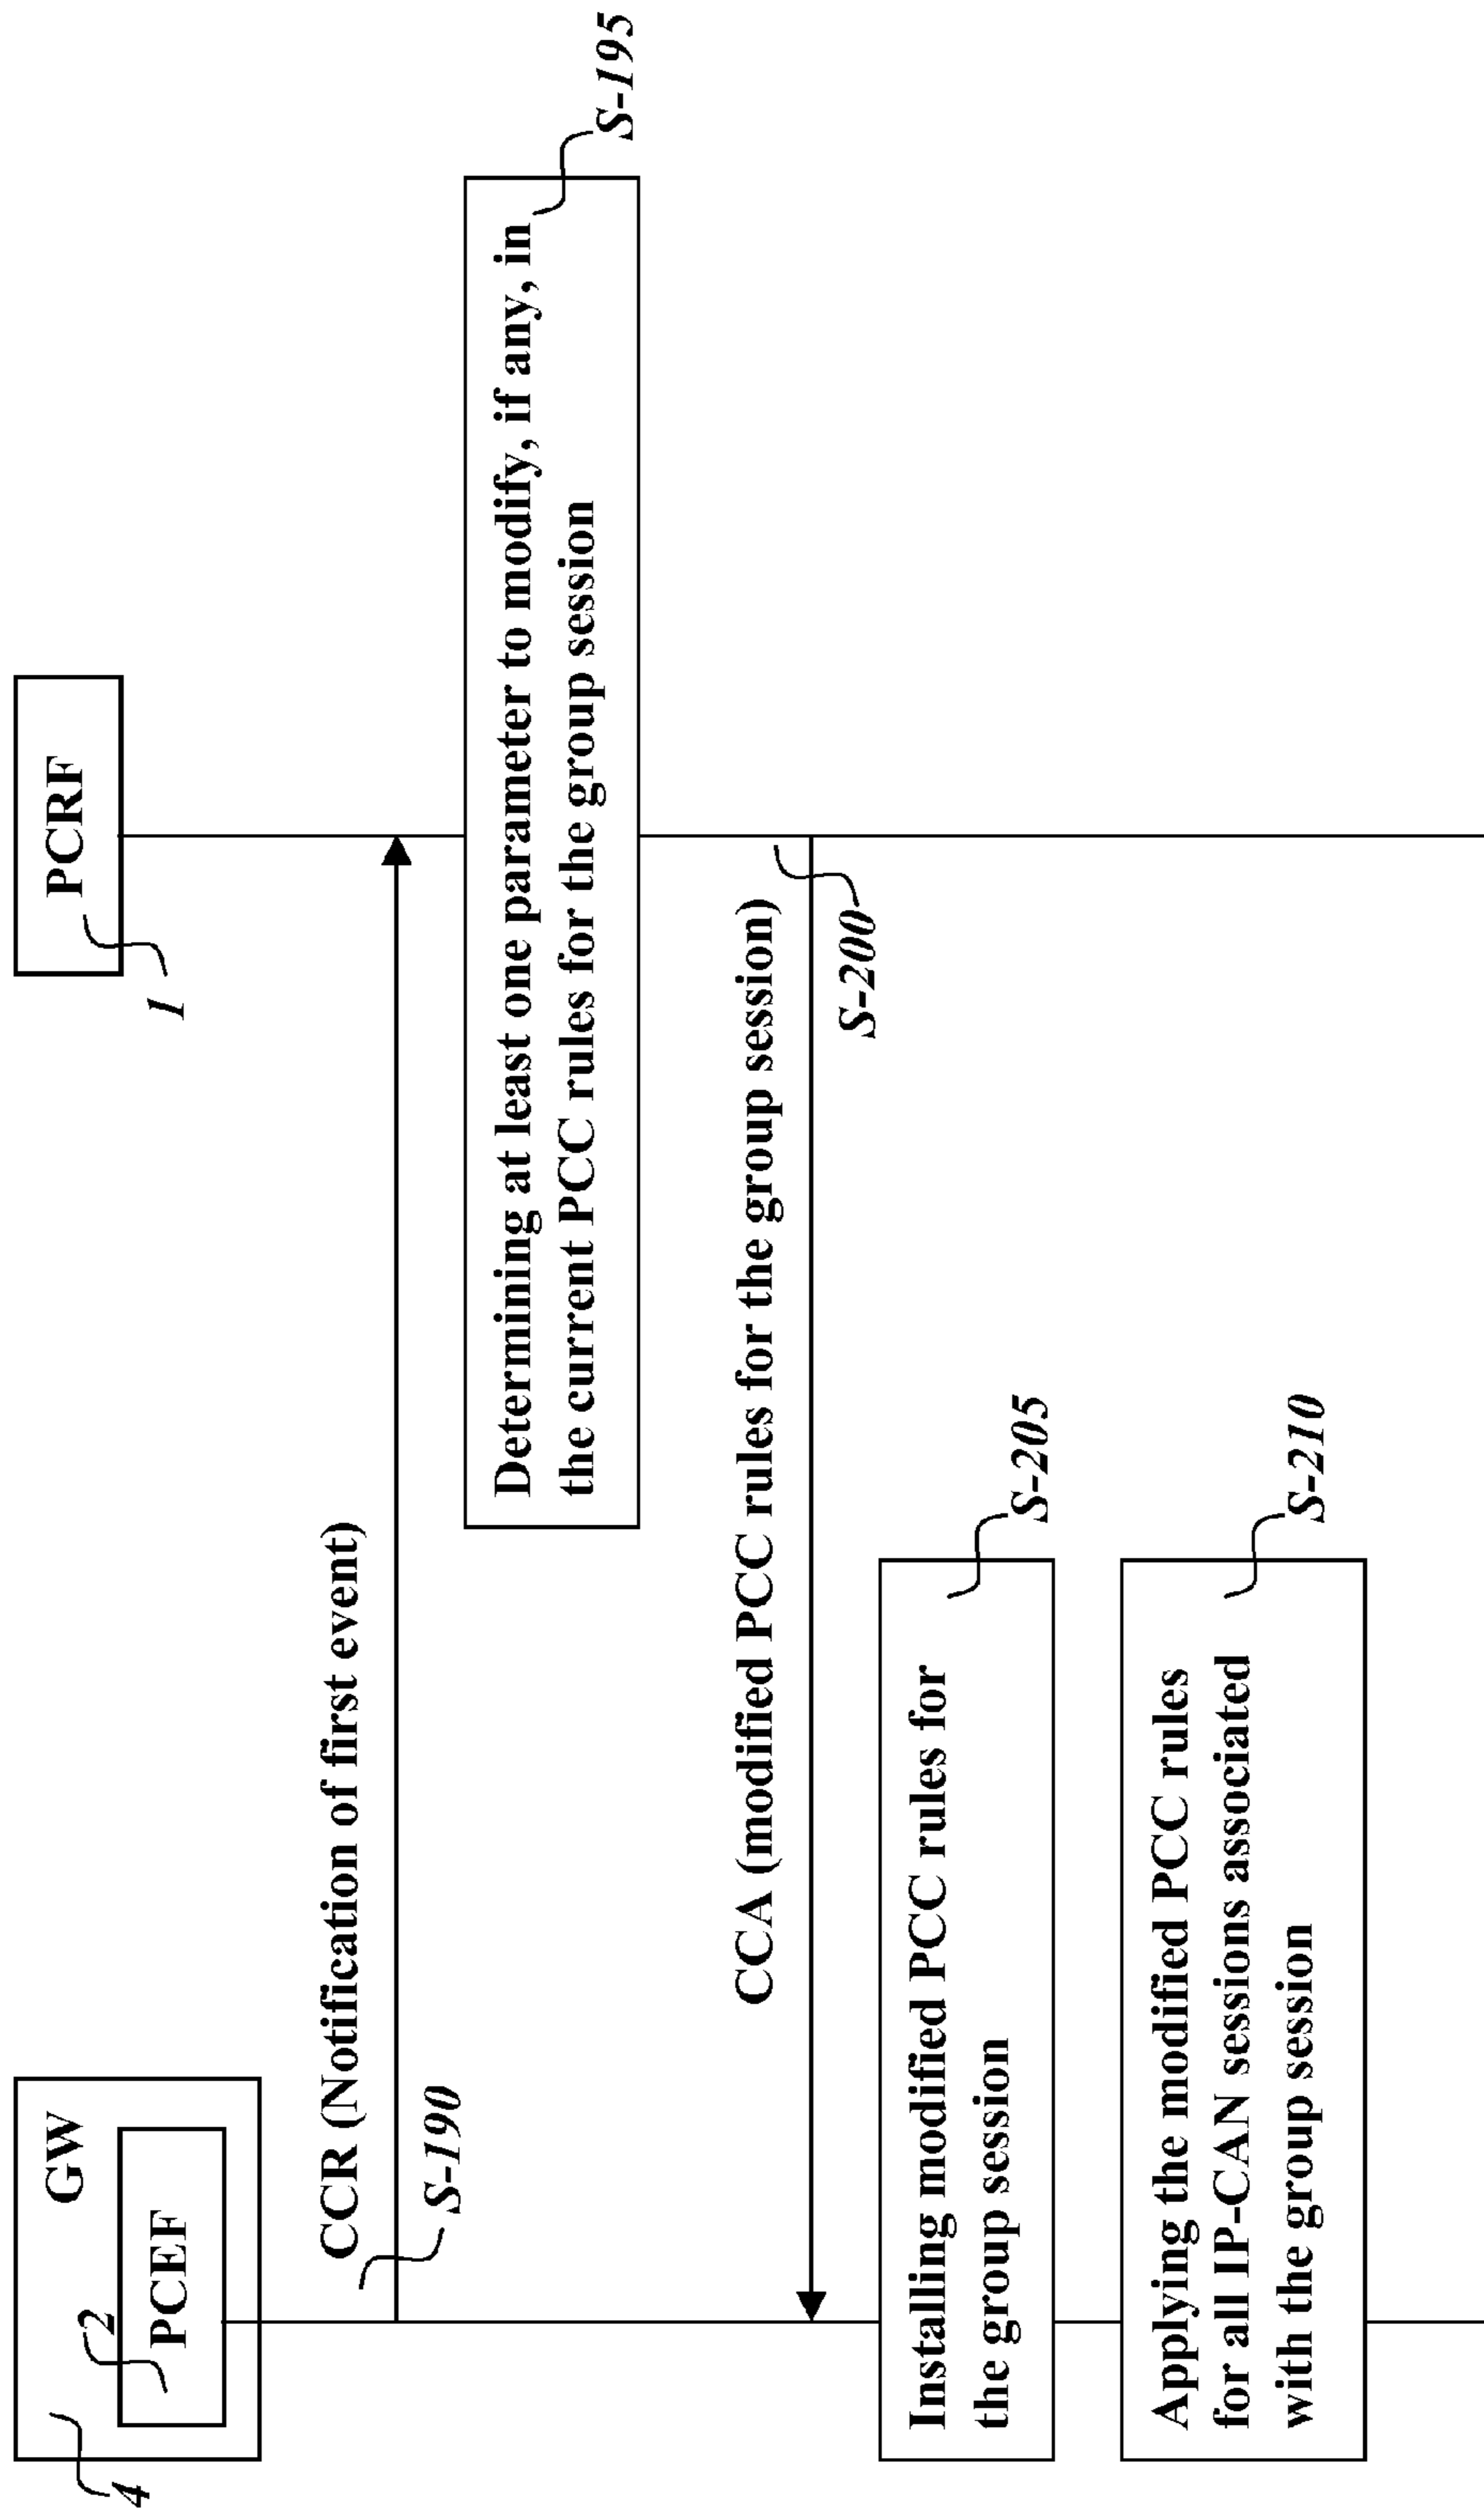 GW
PCRF
4
2
PCEF
1
CCR (Notification of first event)
S-190
Determining at least one parameter to modify, if any, in
the current PCC rules for the group session
S-195
CCA (modified PCC rules for the group session)
S-200
Installing modified PCC rules for
the group session
S-205
Applying the modified PCC rules
for all IP-CAN sessions associated
with the group session
S-210